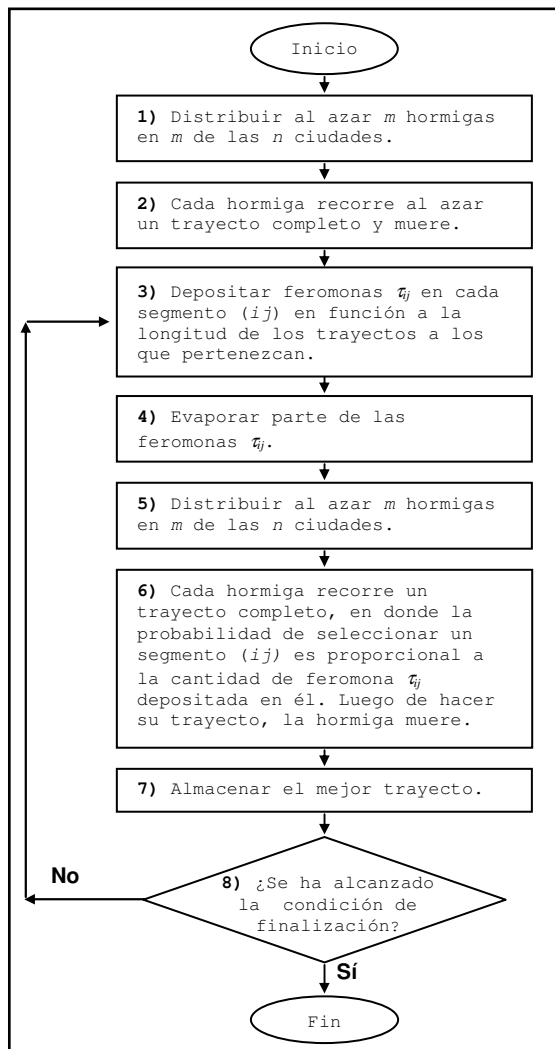 Inicio
1) Distribuir al azar m hormigas
en m de las n ciudades.
2) Cada hormiga recorre al azar
un trayecto completo y muere.
3) Depositar feromonas τij en cada
segmento (ij) en función a la
longitud de los trayectos a los
que pertenezcan.
4) Evaporar parte de las
feromonas τij.
5) Distribuir al azar m hormigas
en m de las n ciudades.
6) Cada hormiga recorre un
trayecto completo, en donde la
probabilidad de seleccionar un
segmento (ij) es proporcional a
la cantidad de feromona τij
depositada en él. Luego de hacer
su trayecto, la hormiga muere.
7) Almacenar el mejor trayecto.
No
8) ¿Se ha alcanzado
la condición de
finalización?
Sí
Fin